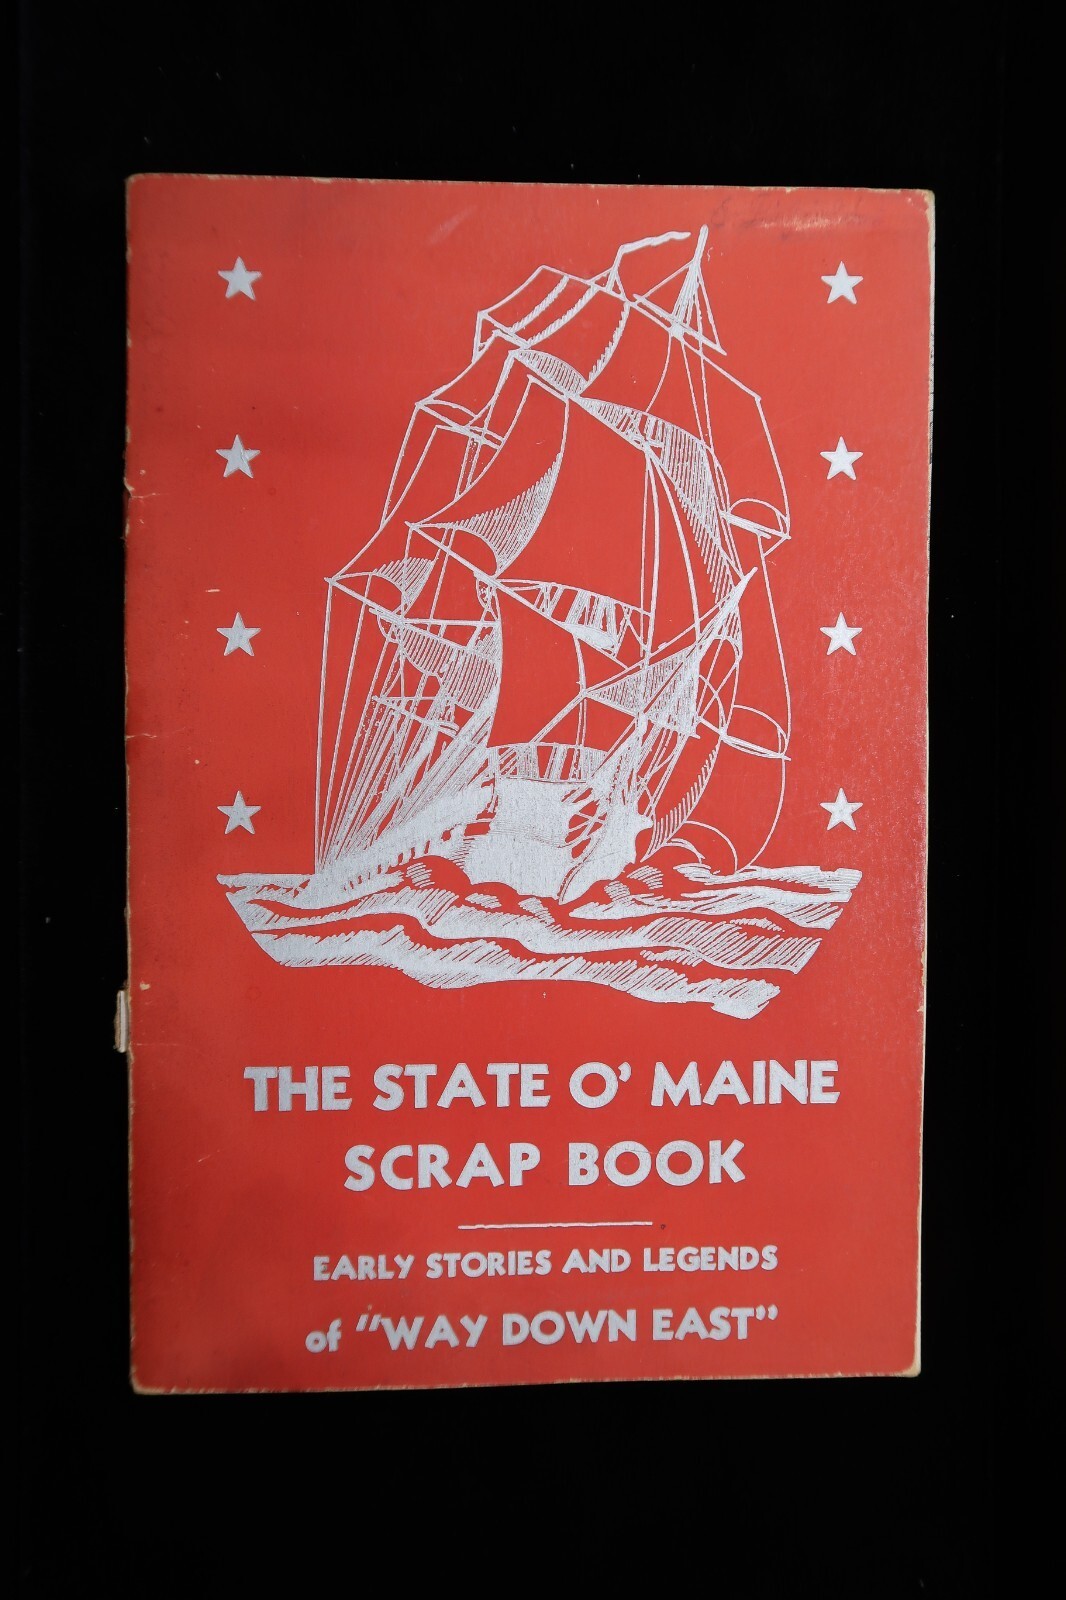 THE STATE O' MAINE
SCRAP BOOK
EARLY STORIES AND LEGENDS
of "WAY DOWN EAST"